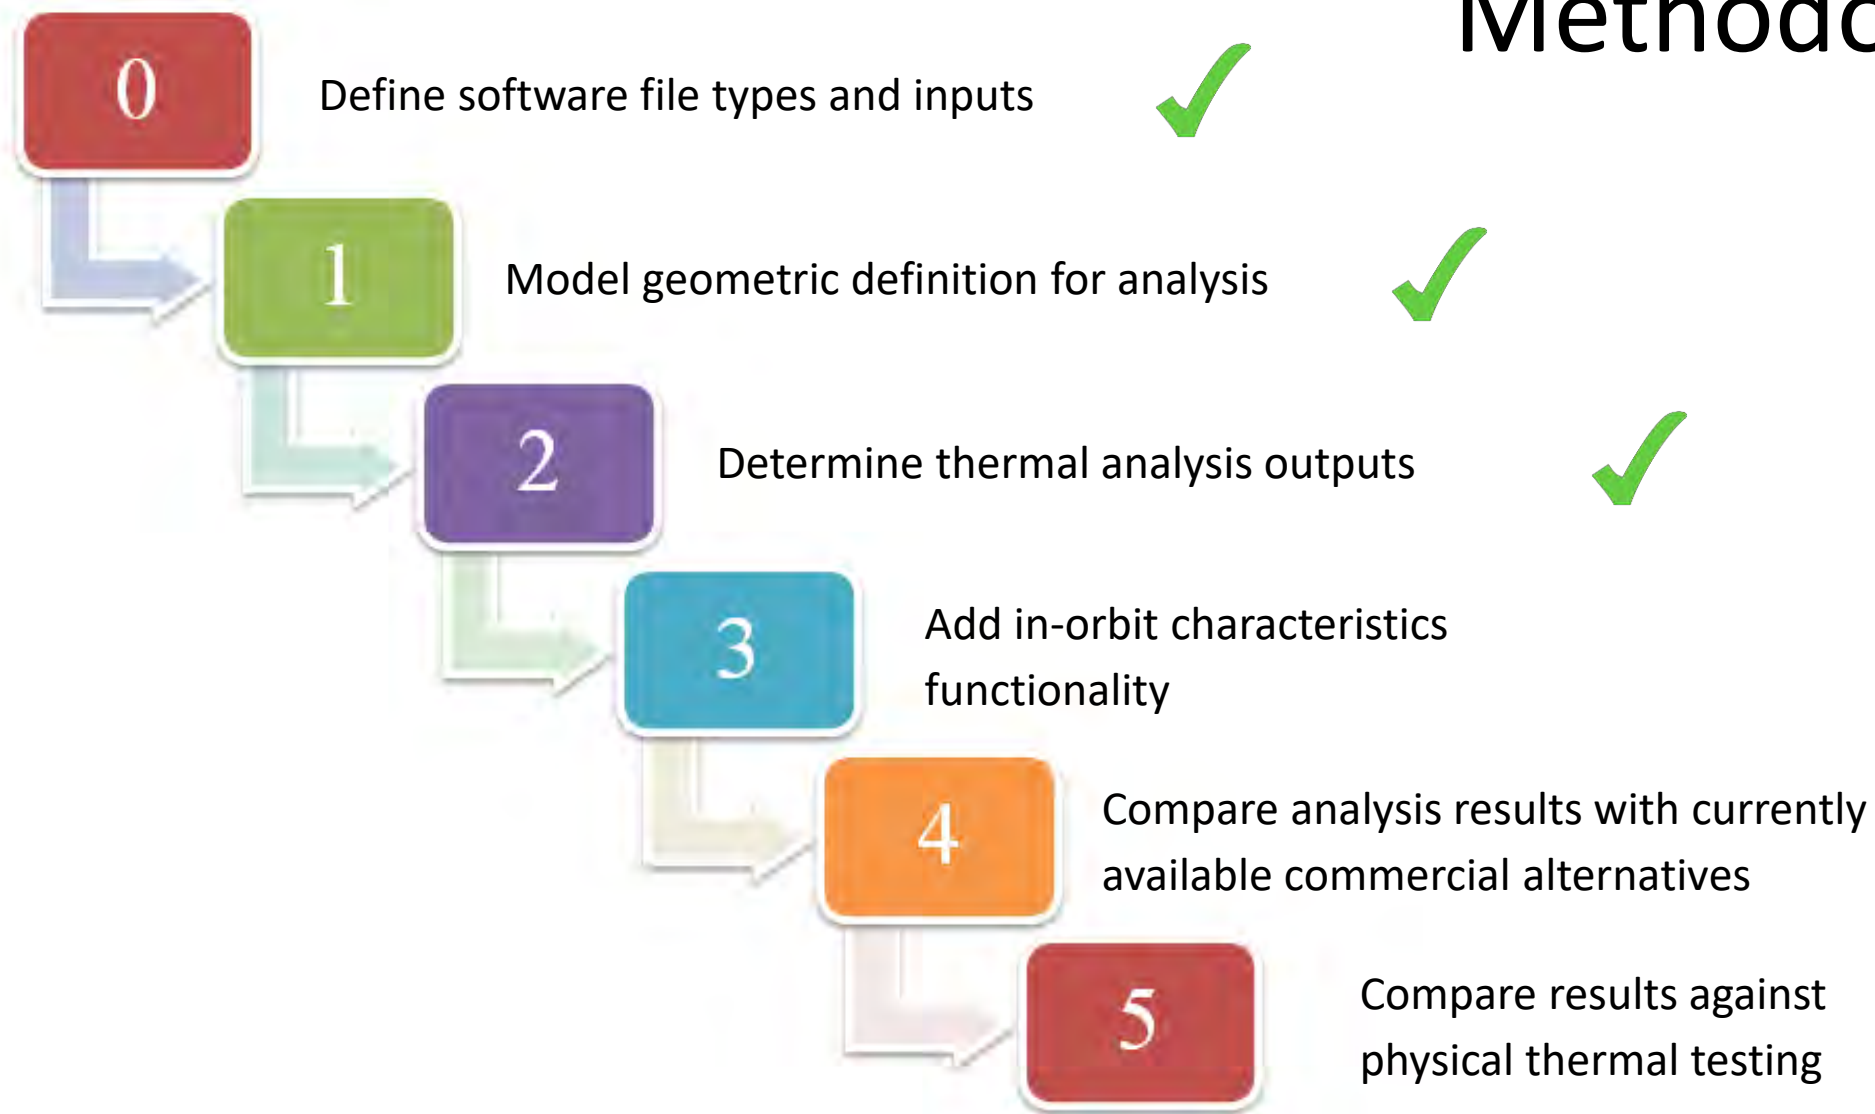 Methodo
0
Define software file types and inputs
1
Model geometric definition for analysis
2
Determine thermal analysis outputs
3
Add in-orbit characteristics
functionality
4
Compare analysis results with currently
available commercial alternatives
5
Compare results against
physical thermal testing